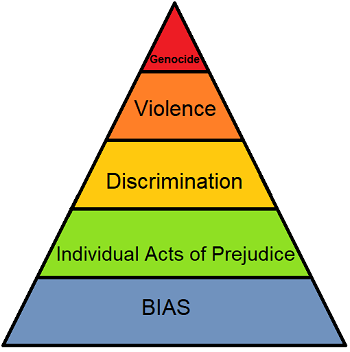 Genocide
Violence
Discrimination
Individual Acts of Prejudice
BIAS